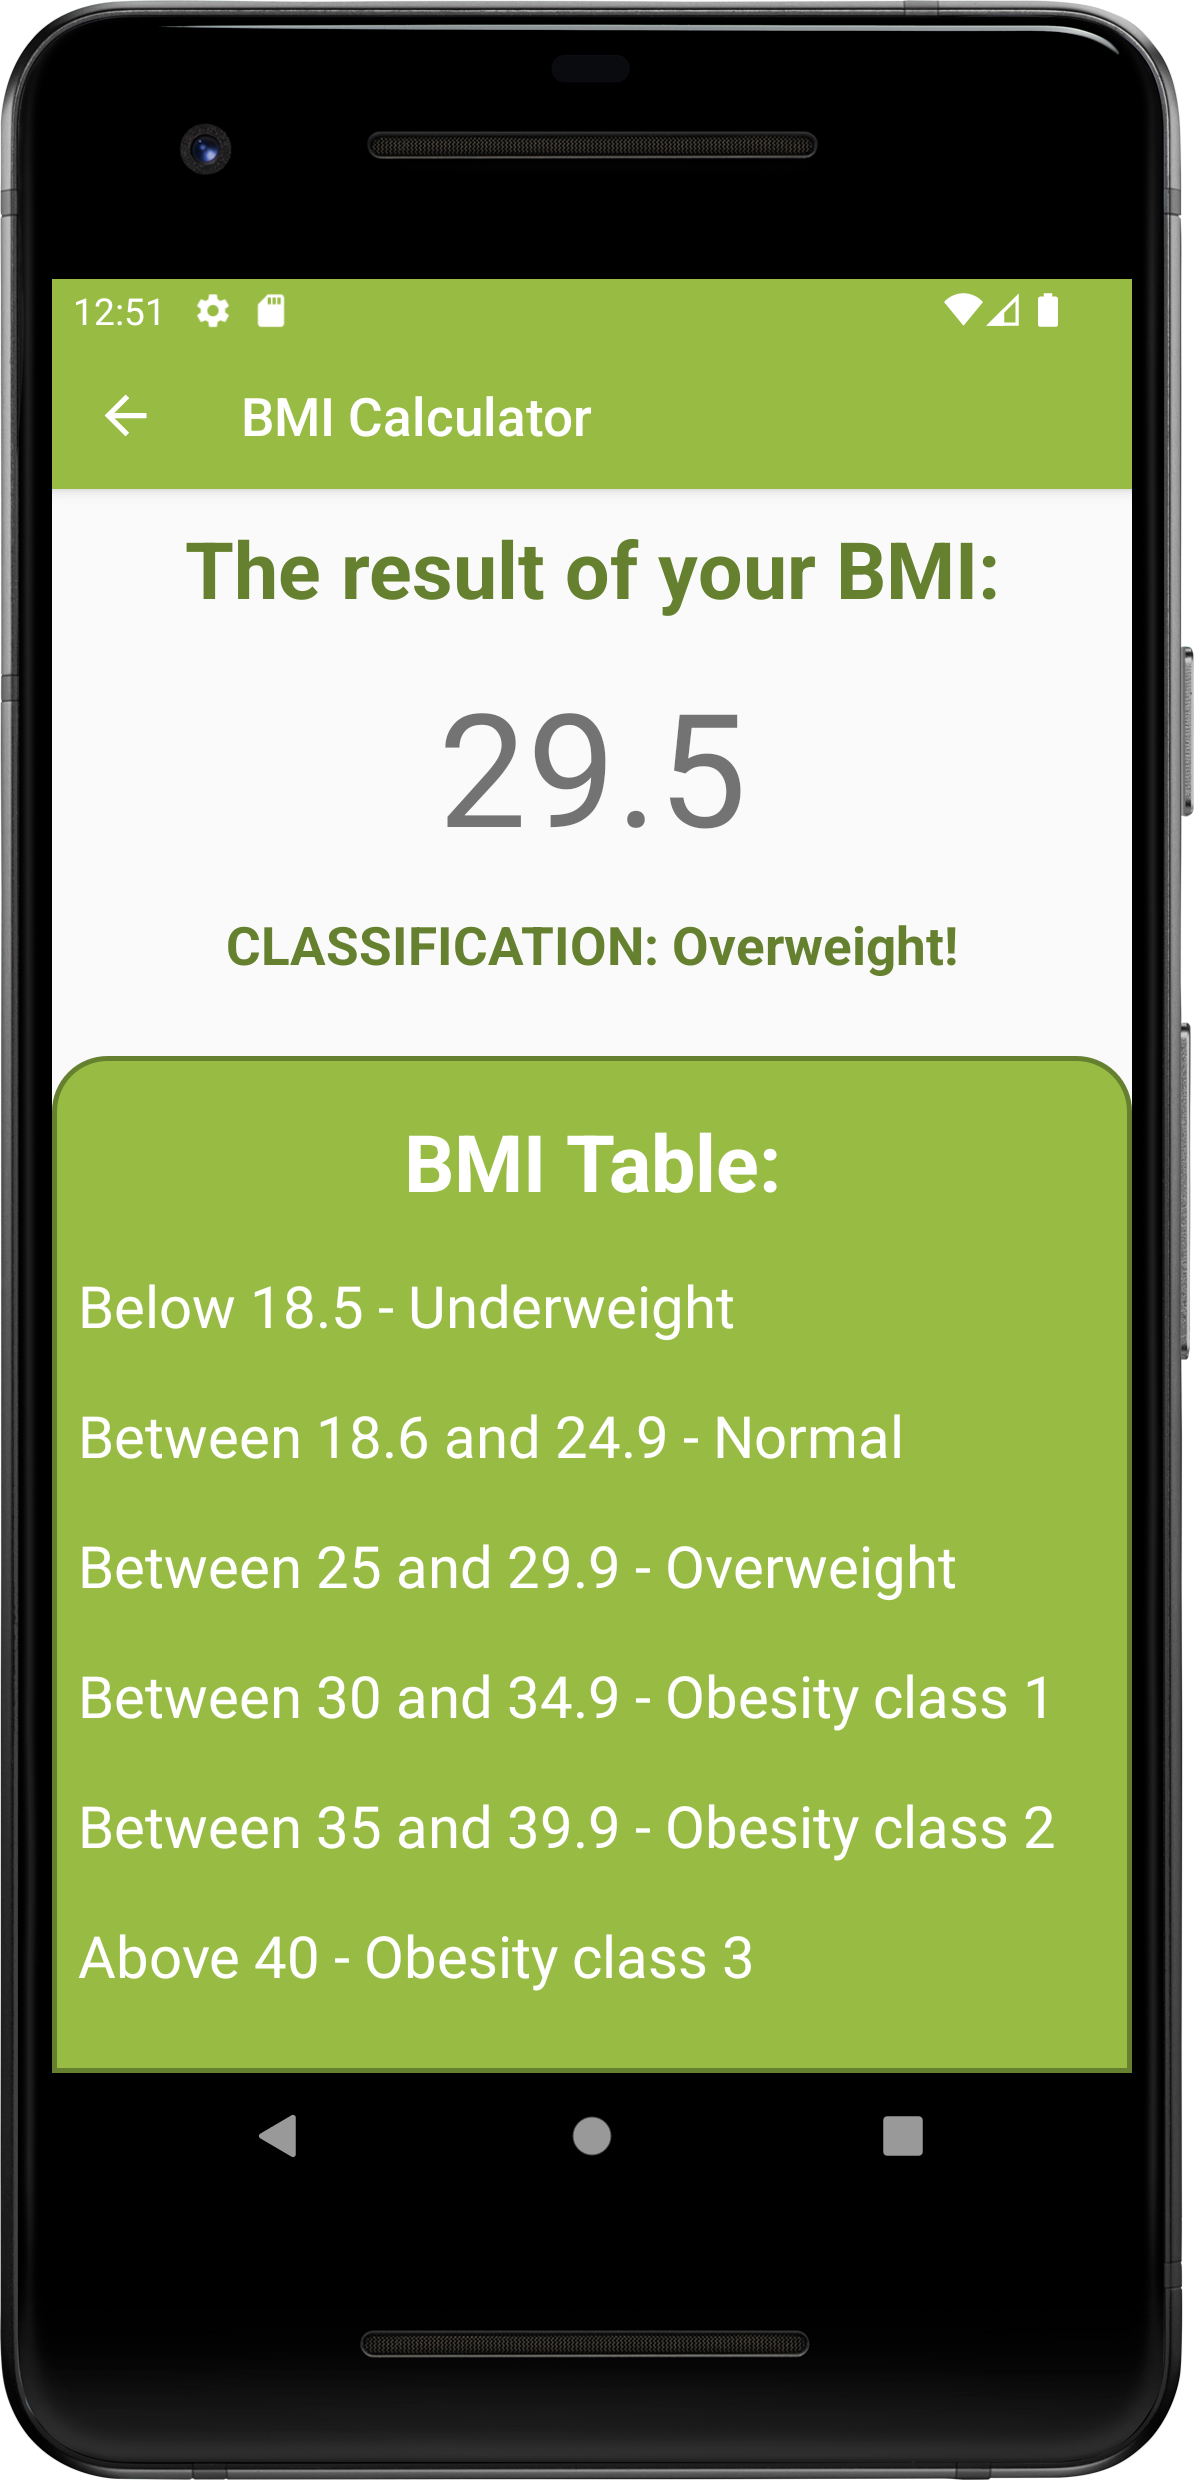 12:51
BMI Calculator
The result of your BMI:
29.5
CLASSIFICATION: Overweight!
BMI Table:
Below 18.5 - Underweight
Between 18.6 and 24.9 - Normal
Between 25 and 29.9 - Overweight
Between 30 and 34.9 - Obesity class 1
Between 35 and 39.9 - Obesity class 2
Above 40 - Obesity class 3